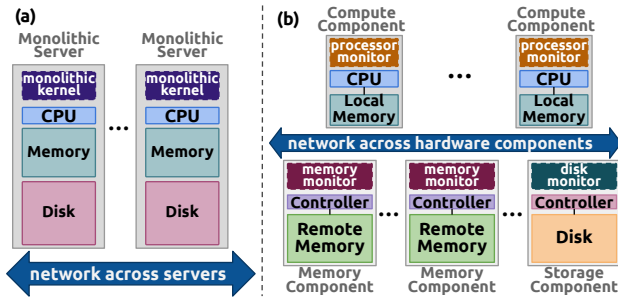 (a)
Monolithic
Server
Monolithic
Server
monolithic
kernel
monolithic
kernel
CPU
CPU
...
Memory
Memory
Disk
Disk
network across servers
(b)
Compute
Component
Compute
Component
processor
monitor
processor
monitor
CPU
...
CPU
Local
Memory
Local
Memory
network across hardware components
memory
monitor
memory
monitor
disk
monitor
Controller
...
Controller
...
Controller
Remote
Memory
Remote
Memory
Disk
Memory
Component
Memory
Component
Storage
Component